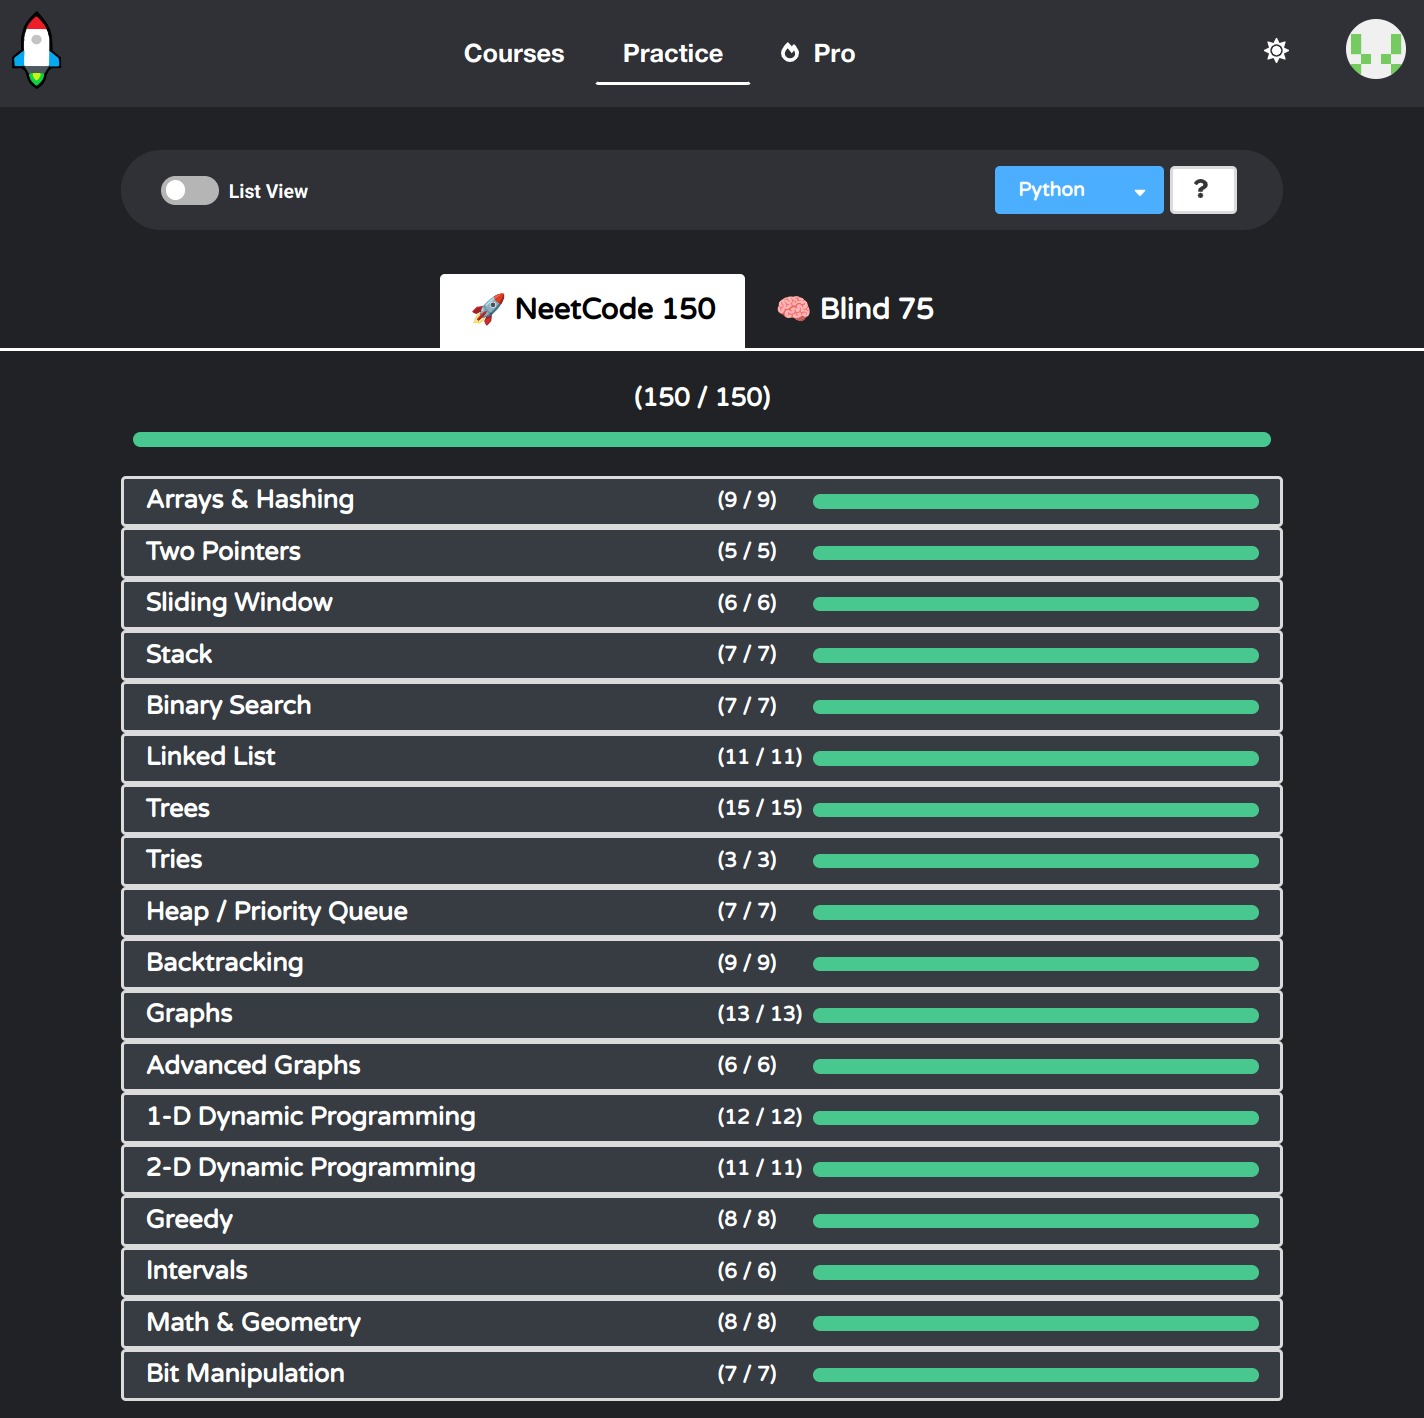 Courses Practice Pro
List View Python ?
NeetCode 150 Blind 75
(150 / 150)
Arrays & Hashing (9 / 9)
Two Pointers (5 / 5)
Sliding Window (6 / 6)
Stack (7 / 7)
Binary Search (7 / 7)
Linked List (11 / 11)
Trees (15 / 15)
Tries (3 / 3)
Heap / Priority Queue (7 / 7)
Backtracking (9 / 9)
Graphs (13 / 13)
Advanced Graphs (6 / 6)
1-D Dynamic Programming (12 / 12)
2-D Dynamic Programming (11 / 11)
Greedy (8 / 8)
Intervals (6 / 6)
Math & Geometry (8 / 8)
Bit Manipulation (7 / 7)